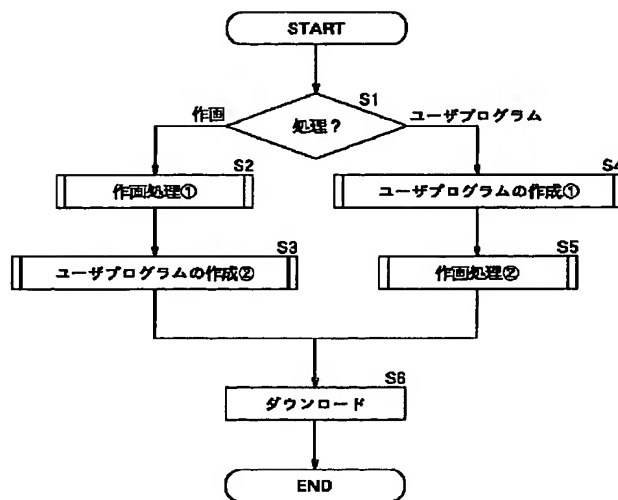 START
S1
処理？
作画
ユーザプログラム
S2
作画処理①
S4
ユーザプログラムの作成①
S3
ユーザプログラムの作成②
S5
作画処理②
S6
ダウンロード
END